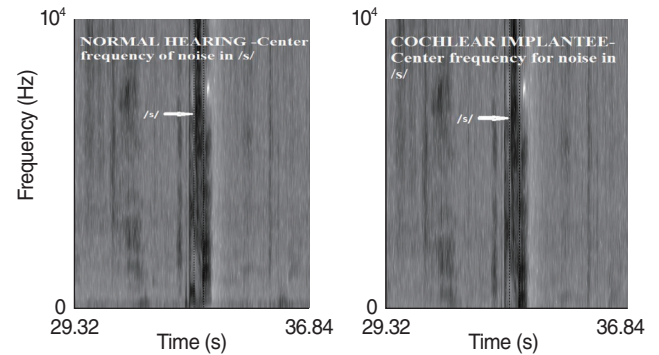 10⁴
NORMAL HEARING -Center
frequency of noise in /s/
/s/
Frequency (Hz)
0
29.32
Time (s)
36.84
10⁴
COCHLEAR IMPLANTEE-
Center frequency for noise in
/s/
/s/
0
29.32
Time (s)
36.84